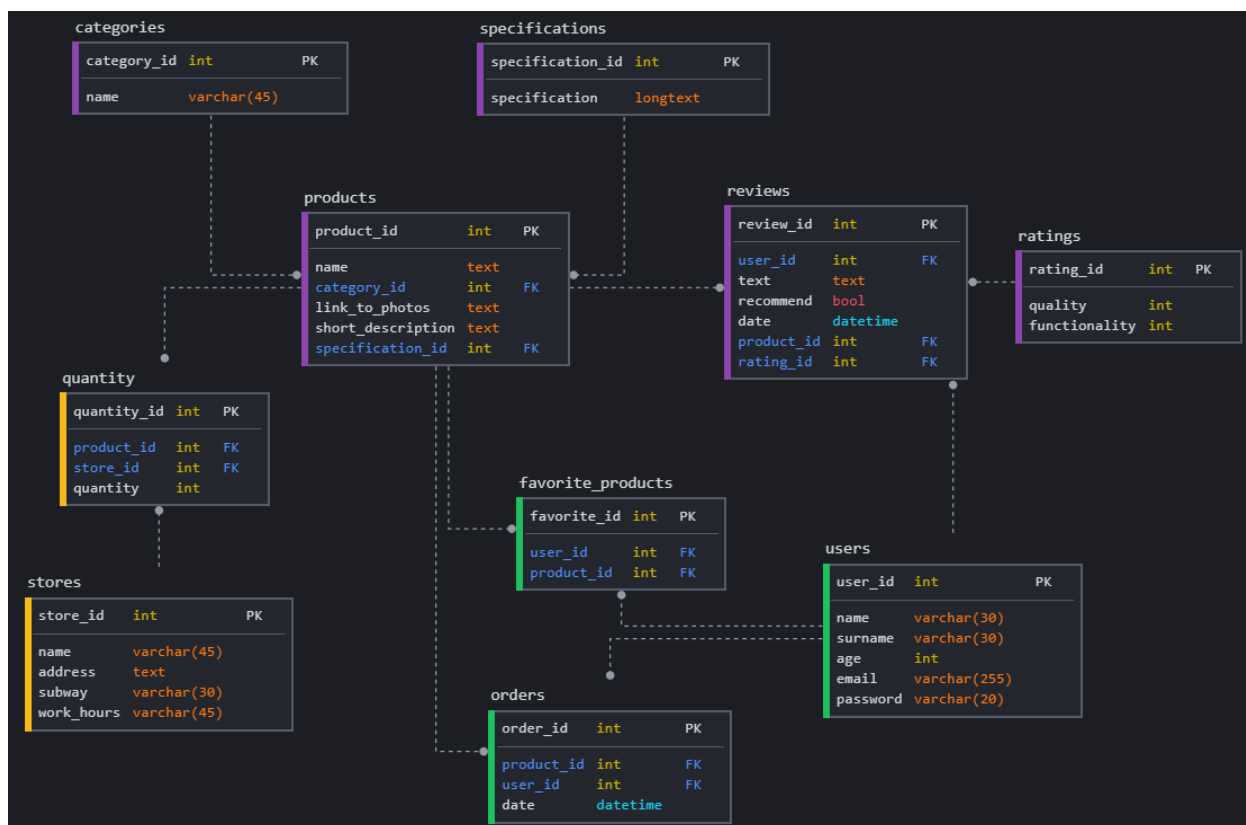 categories
category_id int PK
name varchar(45)
specifications
specification_id int PK
specification longtext
products
product_id int PK
name text
category_id int FK
link_to_photos text
short_description text
specification_id int FK
reviews
review_id int PK
user_id int FK
text text
recommend bool
date datetime
product_id int FK
rating_id int FK
ratings
rating_id int PK
quality int
functionality int
quantity
quantity_id int PK
product_id int FK
store_id int FK
quantity int
favorite_products
favorite_id int PK
user_id int FK
product_id int FK
users
user_id int PK
name varchar(30)
surname varchar(30)
age int
email varchar(255)
password varchar(20)
stores
store_id int PK
name varchar(45)
address text
subway varchar(30)
work_hours varchar(45)
orders
order_id int PK
product_id int FK
user_id int FK
date datetime